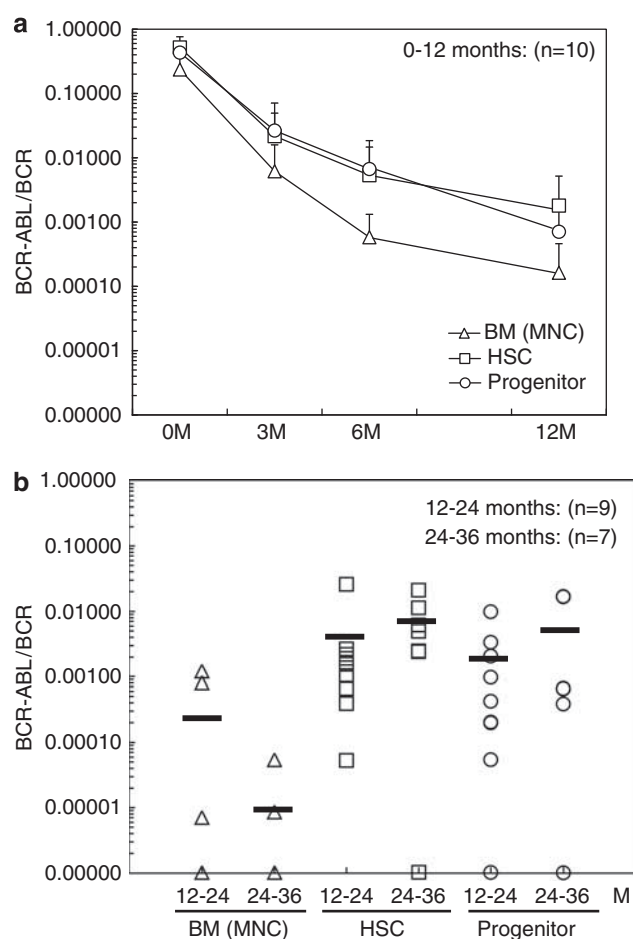 a
0-12 months: (n=10)
BCR-ABL/BCR
1.00000
0.10000
0.01000
0.00100
0.00010
0.00001
0.00000
BM (MNC)
HSC
Progenitor
0M 3M 6M 12M
b
12-24 months: (n=9)
24-36 months: (n=7)
BCR-ABL/BCR
1.00000
0.10000
0.01000
0.00100
0.00010
0.00001
0.00000
12-24 24-36 12-24 24-36 12-24 24-36 M
BM (MNC) HSC Progenitor